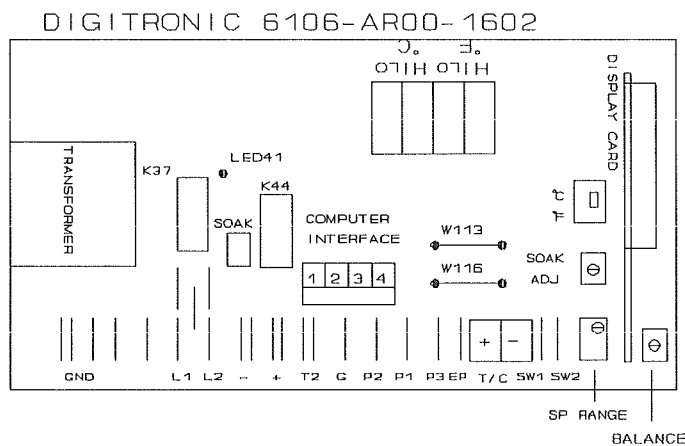 DIGITRONIC 6106-AR00-1602
°C °F
HI LO HI LO
DISPLAY CARD
TRANSFORMER
K37
LED41
K44
SOAK
COMPUTER
INTERFACE
1 2 3 4
W113
W116
°C
°F
SOAK
ADJ
+ -
GND L1 L2 - + T2 G P2 P1 P3 EP T/C SW1 SW2
SP RANGE
BALANCE